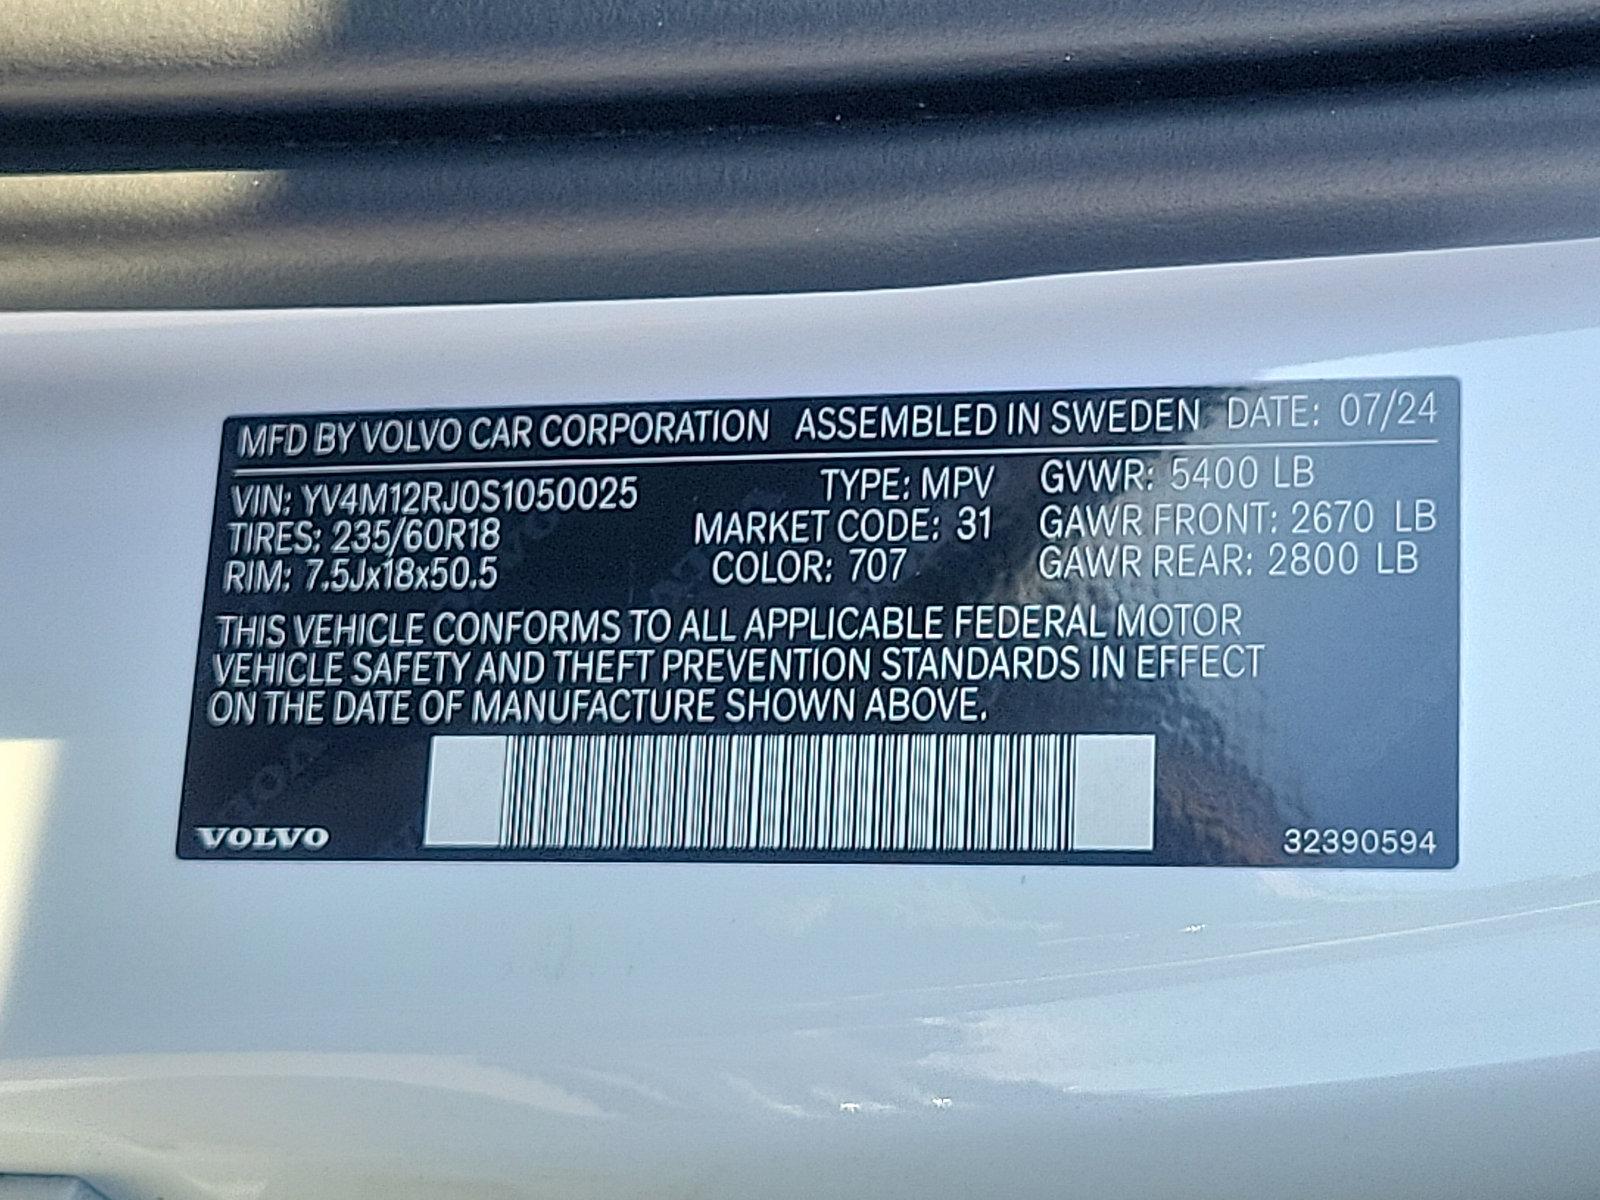 MFD BY VOLVO CAR CORPORATION ASSEMBLED IN SWEDEN DATE: 07/24
VIN: YV4M12RJ0S1050025 TYPE: MPV GVWR: 5400 LB
TIRES: 235/60R18 MARKET CODE: 31 GAWR FRONT: 2670 LB
RIM: 7.5Jx18x50.5 COLOR: 707 GAWR REAR: 2800 LB
THIS VEHICLE CONFORMS TO ALL APPLICABLE FEDERAL MOTOR
VEHICLE SAFETY AND THEFT PREVENTION STANDARDS IN EFFECT
ON THE DATE OF MANUFACTURE SHOWN ABOVE.
VOLVO 32390594